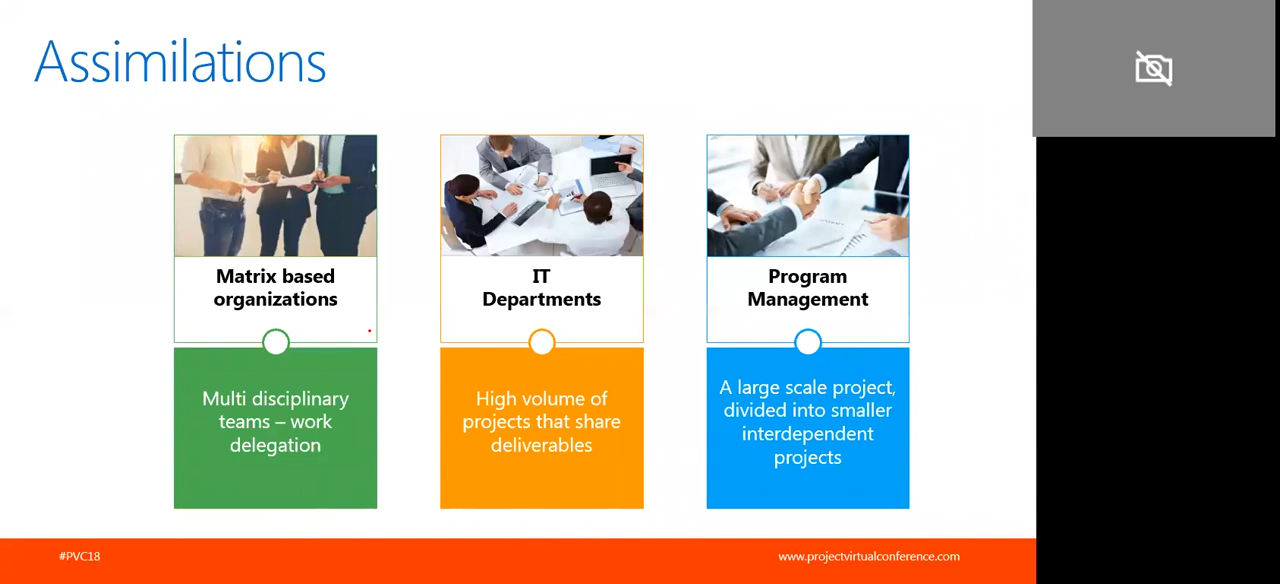 Assimilations
Matrix based
organizations
IT
Departments
Program
Management
Multi disciplinary
teams – work
delegation
High volume of
projects that share
deliverables
A large scale project,
divided into smaller
interdependent
projects
#PVC18
www.projectvirtualconference.com